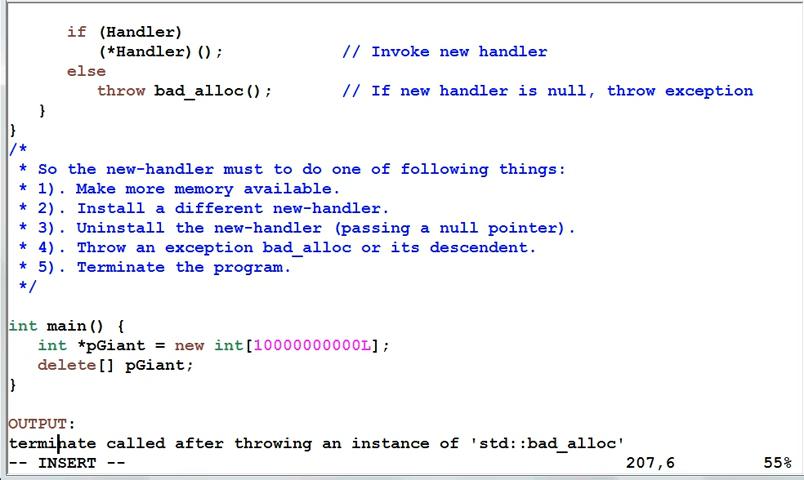 if (Handler)
(*Handler)(); // Invoke new handler
else
throw bad_alloc(); // If new handler is null, throw exception
}
}
/*
* So the new-handler must to do one of following things:
* 1). Make more memory available.
* 2). Install a different new-handler.
* 3). Uninstall the new-handler (passing a null pointer).
* 4). Throw an exception bad_alloc or its descendent.
* 5). Terminate the program.
*/
int main() {
int *pGiant = new int[10000000000L];
delete[] pGiant;
}
OUTPUT:
terminate called after throwing an instance of 'std::bad_alloc'
-- INSERT -- 207,6 55%